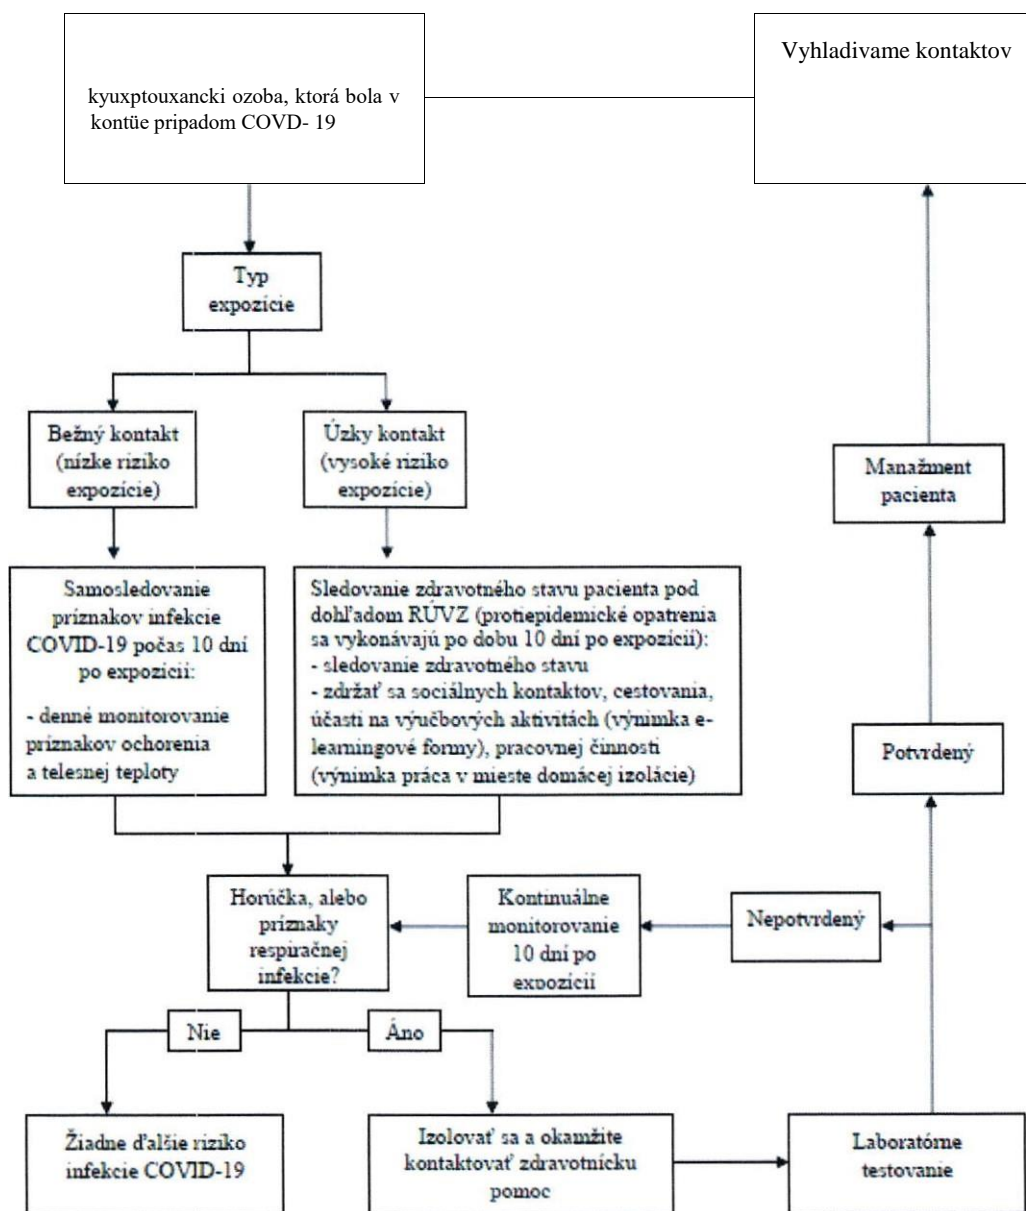 kyuxptouxancki ozoba, ktorá bola v
kontüe pripadom COVD- 19
Vyhladivame kontaktov
Typ
expozície
Bežný kontakt
(nízke riziko
expozície)
Úzky kontakt
(vysoké riziko
expozície)
Manažment
pacienta
Samosledovanie
príznakov infekcie
COVID-19 počas 10 dní
po expozícií:
- denné monitorovanie
príznakov ochorenia
a telesnej teploty
Sledovanie zdravotného stavu pacienta pod
dohľadom RÚVZ (protiepidemické opatrenia
sa vykonávajú po dobu 10 dní po expozícií):
- sledovanie zdravotného stavu
- zdržať sa sociálnych kontaktov, cestovania,
účasti na výučbových aktivitách (výnimka e-
learningové formy), pracovnej činnosti
(výnimka práca v mieste domácej izolácie)
Potvrdený
Horúčka, alebo
príznaky
respiračnej
infekcie?
Kontinuálne
monitorovanie
10 dní po
expozícií
Nepotvrdený
Nie
Áno
Žiadne ďalšie riziko
infekcie COVID-19
Izolovať sa a okamžite
kontaktovať zdravotnícku
pomoc
Laboratórne
testovanie